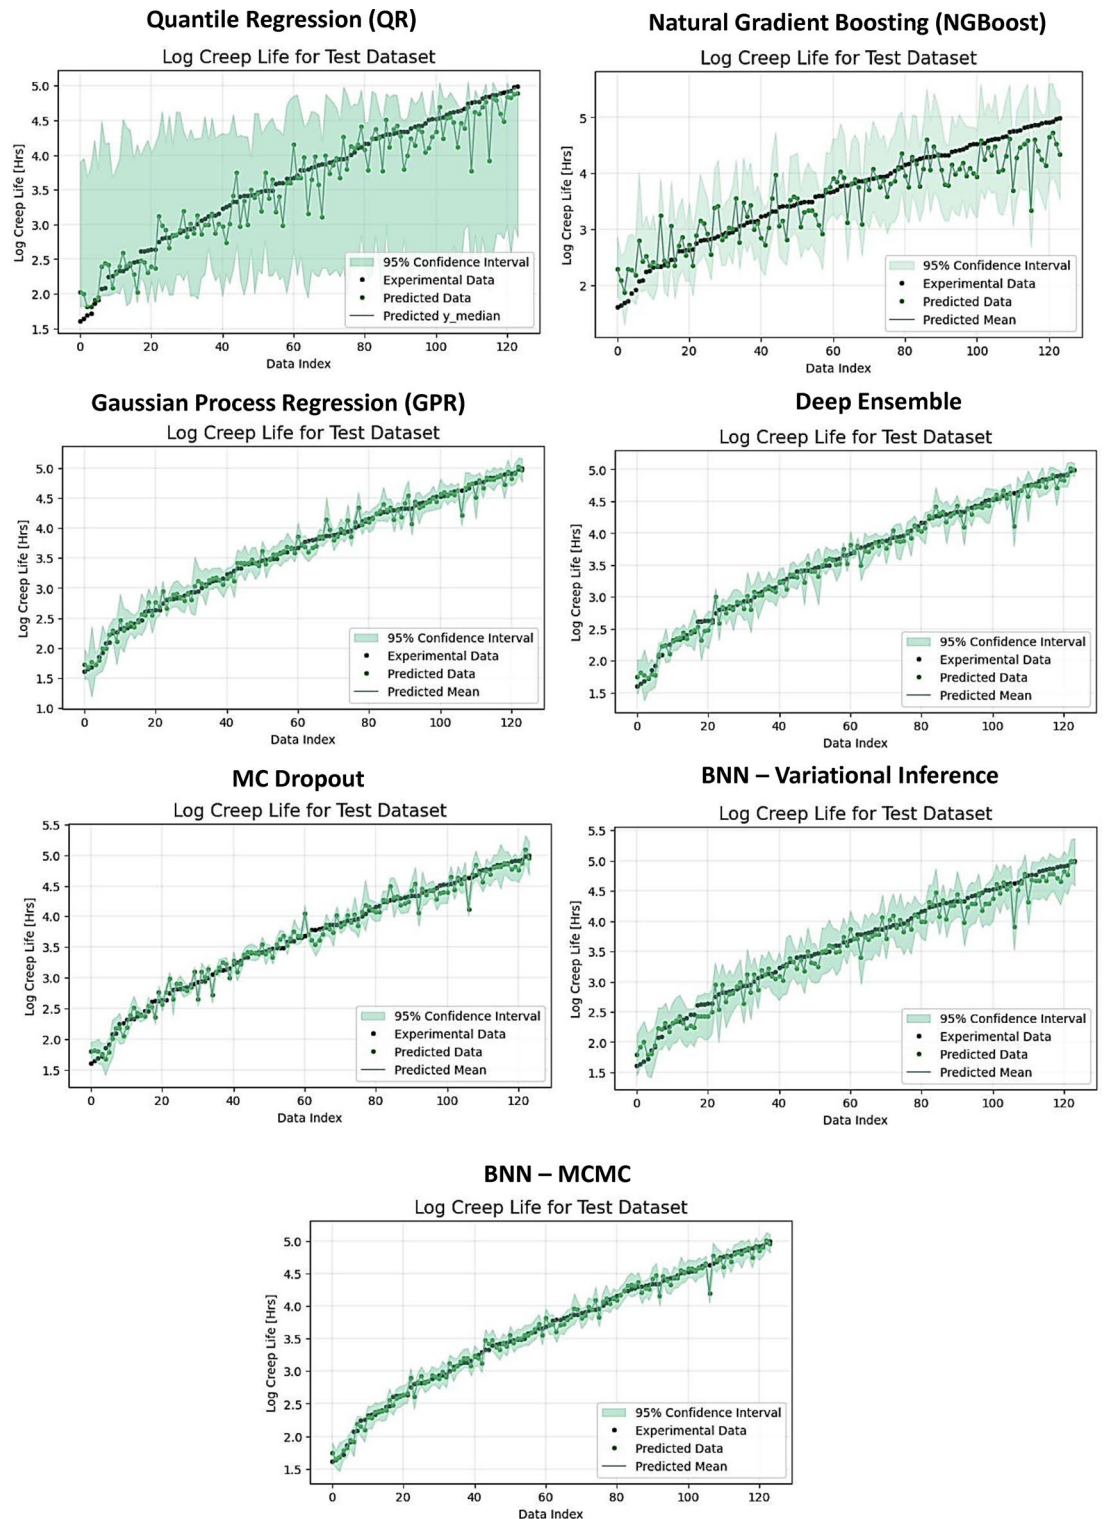 Quantile Regression (QR)
Log Creep Life for Test Dataset
5.0
4.5
4.0
3.5
3.0
2.5
2.0
1.5
Log Creep Life [Hrs]
95% Confidence Interval
Experimental Data
Predicted Data
Predicted y_median
0 20 40 60 80 100 120
Data Index
Natural Gradient Boosting (NGBoost)
Log Creep Life for Test Dataset
5
4
3
2
Log Creep Life [Hrs]
95% Confidence Interval
Experimental Data
Predicted Data
Predicted Mean
0 20 40 60 80 100 120
Data Index
Gaussian Process Regression (GPR)
Log Creep Life for Test Dataset
5.0
4.5
4.0
3.5
3.0
2.5
2.0
1.5
1.0
Log Creep Life [Hrs]
95% Confidence Interval
Experimental Data
Predicted Data
Predicted Mean
0 20 40 60 80 100 120
Data Index
Deep Ensemble
Log Creep Life for Test Dataset
5.0
4.5
4.0
3.5
3.0
2.5
2.0
1.5
Log Creep Life [Hrs]
95% Confidence Interval
Experimental Data
Predicted Data
Predicted Mean
0 20 40 60 80 100 120
Data Index
MC Dropout
Log Creep Life for Test Dataset
5.5
5.0
4.5
4.0
3.5
3.0
2.5
2.0
1.5
Log Creep Life [Hrs]
95% Confidence Interval
Experimental Data
Predicted Data
Predicted Mean
0 20 40 60 80 100 120
Data Index
BNN – Variational Inference
Log Creep Life for Test Dataset
5.5
5.0
4.5
4.0
3.5
3.0
2.5
2.0
1.5
Log Creep Life [Hrs]
95% Confidence Interval
Experimental Data
Predicted Data
Predicted Mean
0 20 40 60 80 100 120
Data Index
BNN – MCMC
Log Creep Life for Test Dataset
5.0
4.5
4.0
3.5
3.0
2.5
2.0
1.5
Log Creep Life [Hrs]
95% Confidence Interval
Experimental Data
Predicted Data
Predicted Mean
0 20 40 60 80 100 120
Data Index